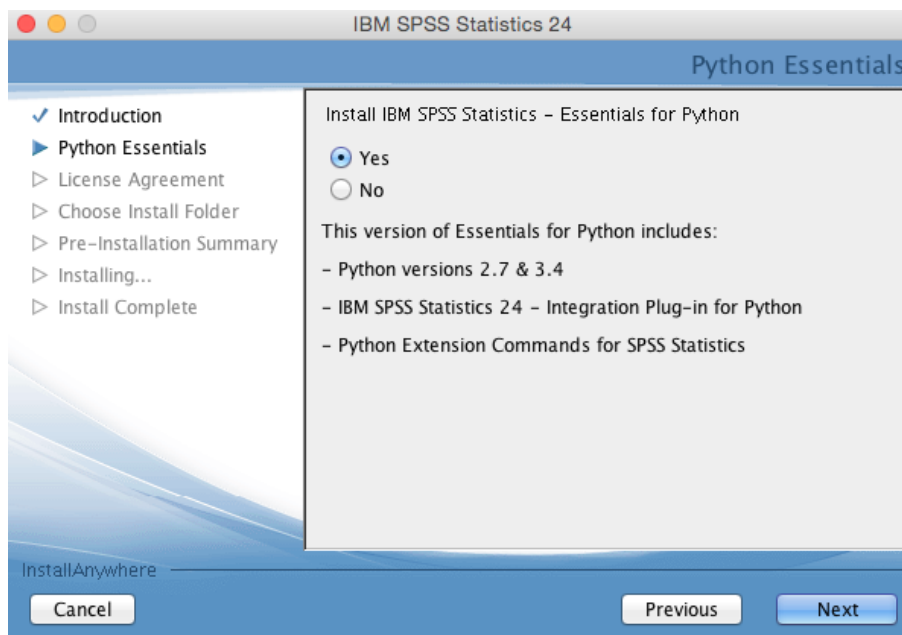 IBM SPSS Statistics 24
Python Essentials
Introduction
Python Essentials
License Agreement
Choose Install Folder
Pre-Installation Summary
Installing...
Install Complete
Install IBM SPSS Statistics – Essentials for Python
Yes
No
This version of Essentials for Python includes:
– Python versions 2.7 & 3.4
– IBM SPSS Statistics 24 – Integration Plug-in for Python
– Python Extension Commands for SPSS Statistics
InstallAnywhere
Cancel
Previous
Next